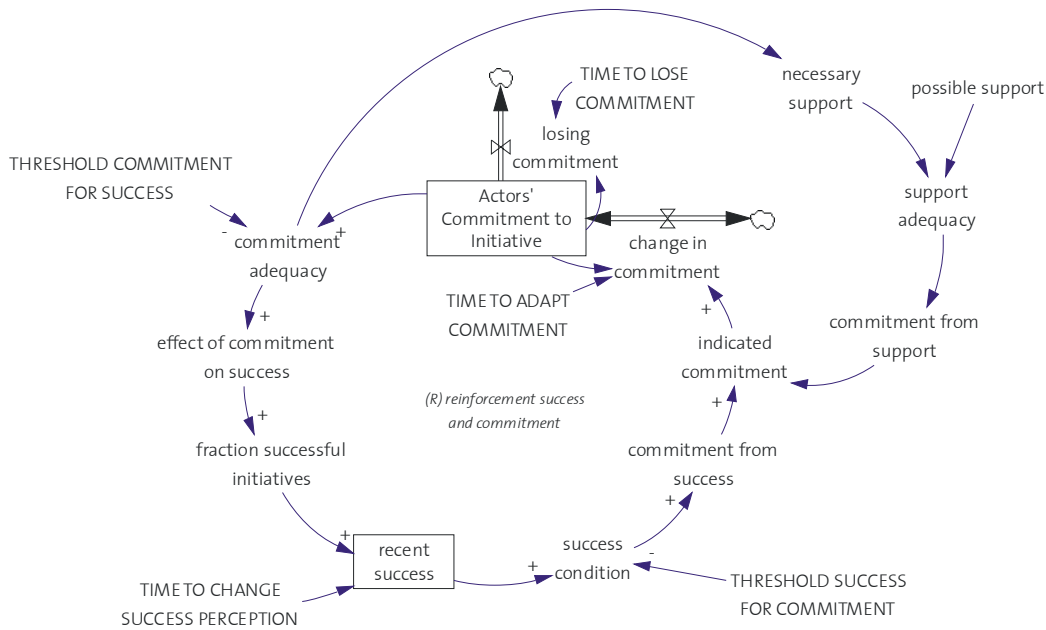 necessary
support
possible support
TIME TO LOSE
COMMITMENT
losing
commitment
THRESHOLD COMMITMENT
FOR SUCCESS
Actors'
Commitment to
Initiative
support
adequacy
-
+
commitment
adequacy
change in
commitment
TIME TO ADAPT
COMMITMENT
+
+
effect of commitment
on success
commitment from
support
indicated
commitment
(R) reinforcement success
and commitment
+
+
fraction successful
initiatives
commitment from
success
+
+
recent
success
success
condition
+
-
TIME TO CHANGE
SUCCESS PERCEPTION
THRESHOLD SUCCESS
FOR COMMITMENT